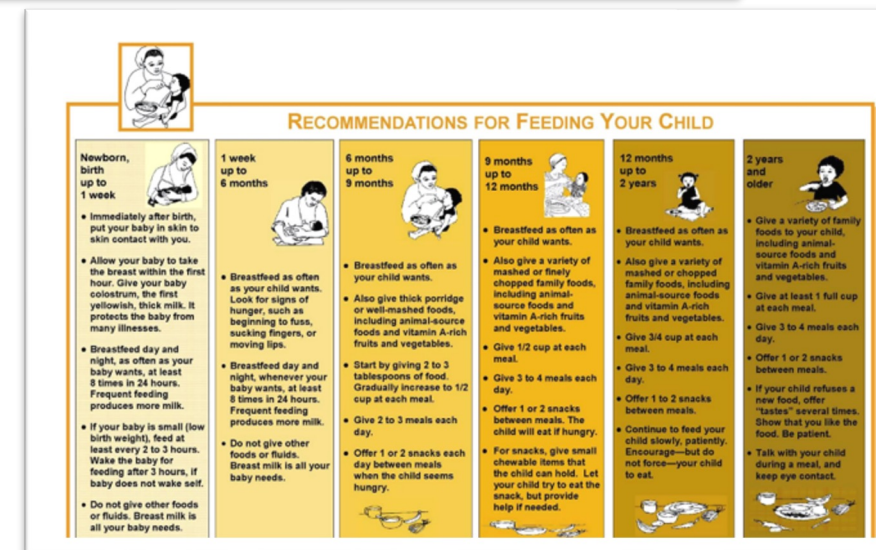 RECOMMENDATIONS FOR FEEDING YOUR CHILD
Newborn,
birth
up to
1 week
• Immediately after birth,
put your baby in skin to
skin contact with you.
• Allow your baby to take
the breast within the first
hour. Give your baby
colostrum, the first
yellowish, thick milk. It
protects the baby from
many illnesses.
• Breastfeed day and
night, as often as your
baby wants, at least
8 times in 24 hours.
Frequent feeding
produces more milk.
• If your baby is small (low
birth weight), feed at
least every 2 to 3 hours.
Wake the baby for
feeding after 3 hours, if
baby does not wake self.
• Do not give other foods
or fluids. Breast milk is
all your baby needs.
1 week
up to
6 months
• Breastfeed as often
as your child wants.
Look for signs of
hunger, such as
beginning to fuss,
sucking fingers, or
moving lips.
• Breastfeed day and
night, whenever your
baby wants, at least
8 times in 24 hours.
Frequent feeding
produces more milk.
• Do not give other
foods or fluids.
Breast milk is all your
baby needs.
6 months
up to
9 months
• Breastfeed as often as
your child wants.
• Also give thick porridge
or well-mashed foods,
including animal-source
foods and vitamin A-rich
fruits and vegetables.
• Start by giving 2 to 3
tablespoons of food.
Gradually increase to 1/2
cup at each meal.
• Give 2 to 3 meals each
day.
• Offer 1 or 2 snacks each
day between meals
when the child seems
hungry.
9 months
up to
12 months
• Breastfeed as often as
your child wants.
• Also give a variety of
mashed or finely
chopped family foods,
including animal-
source foods and
vitamin A-rich fruits
and vegetables.
• Give 1/2 cup at each
meal.
• Give 3 to 4 meals each
day.
• Offer 1 or 2 snacks
between meals. The
child will eat if hungry.
• For snacks, give small
chewable items that
the child can hold. Let
your child try to eat the
snack, but provide
help if needed.
12 months
up to
2 years
• Breastfeed as often as
your child wants.
• Also give a variety of
mashed or chopped
family foods, including
animal-source foods
and vitamin A-rich
fruits and vegetables.
• Give 3/4 cup at each
meal.
• Give 3 to 4 meals each
day.
• Offer 1 to 2 snacks
between meals.
• Continue to feed your
child slowly, patiently.
Encourage—but do
not force—your child
to eat.
2 years
and
older
• Give a variety of family
foods to your child,
including animal-
source foods and
vitamin A-rich fruits
and vegetables.
• Give at least 1 full cup
at each meal.
• Give 3 to 4 meals each
day.
• Offer 1 or 2 snacks
between meals.
• If your child refuses a
new food, offer
"tastes" several times.
Show that you like the
food. Be patient.
• Talk with your child
during a meal, and
keep eye contact.